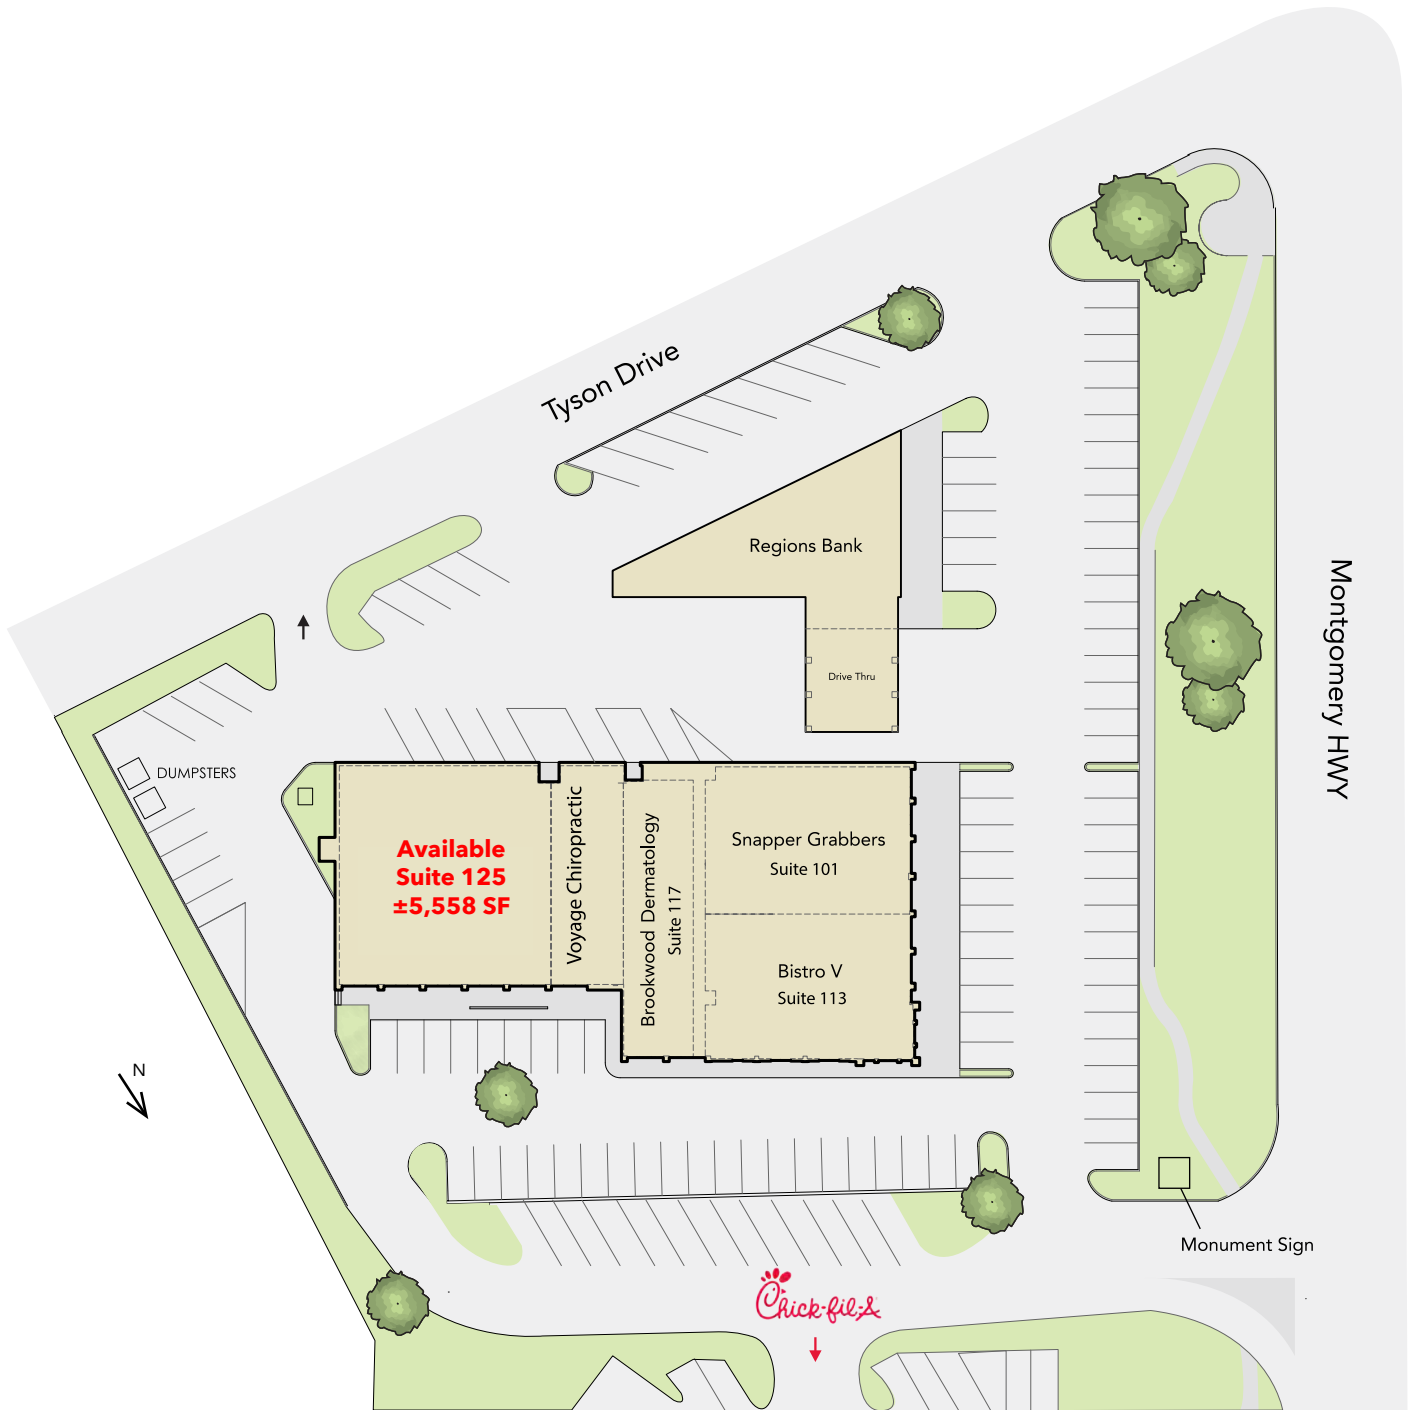 Tyson Drive
Regions Bank
Montgomery HWY
Drive Thru
DUMPSTERS
Available
Suite 125
±5,558 SF
Voyage Chiropractic
Brookwood Dermatology
Suite 117
Snapper Grabbers
Suite 101
Bistro V
Suite 113
N
Monument Sign
Chick-fil-A